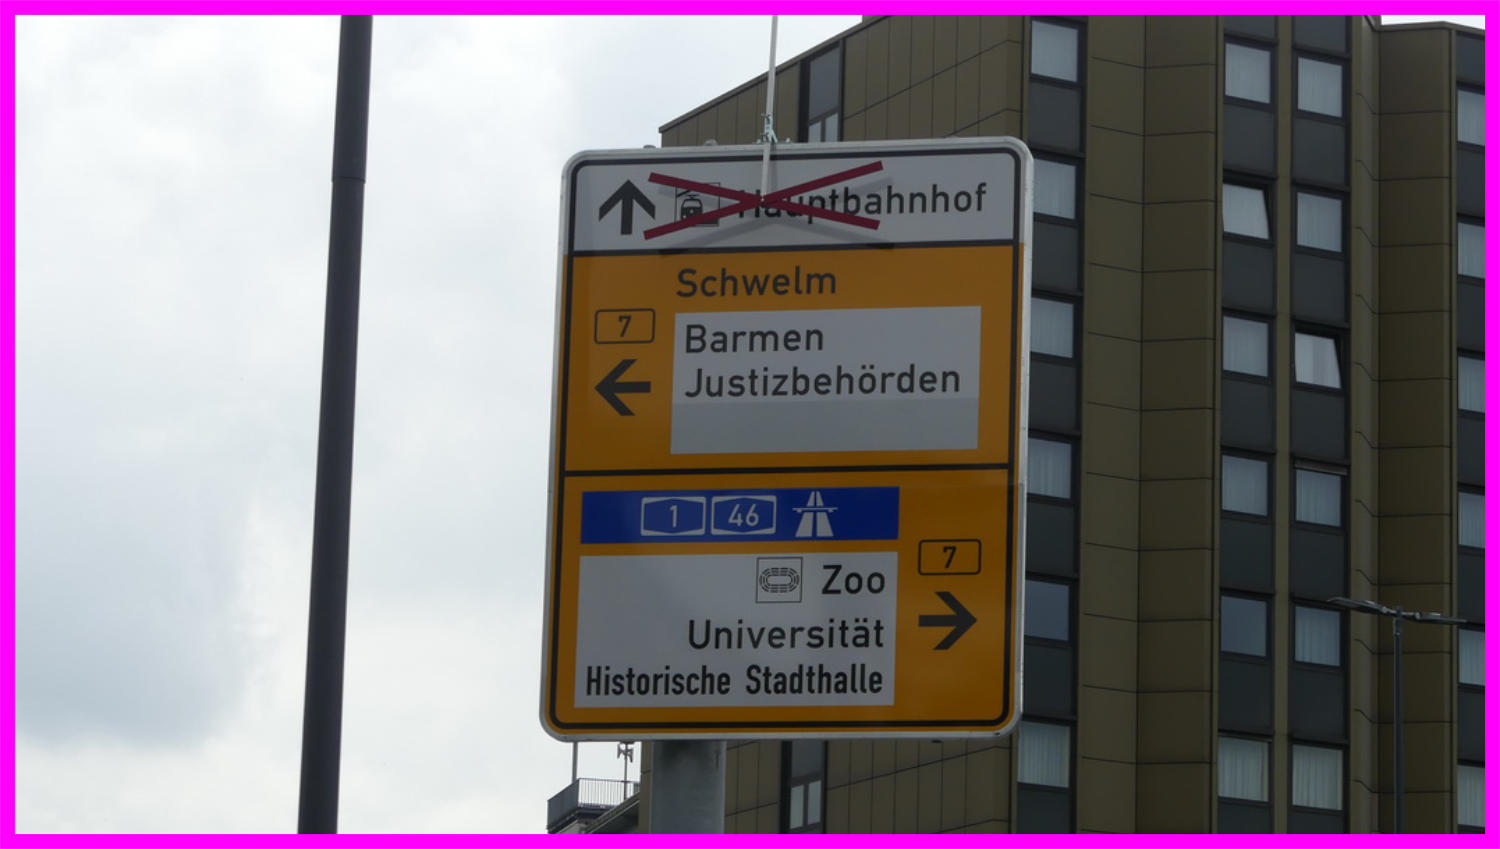 Hauptbahnhof
Schwelm
7
Barmen
Justizbehörden
1 46
Zoo
7
Universität
Historische Stadthalle